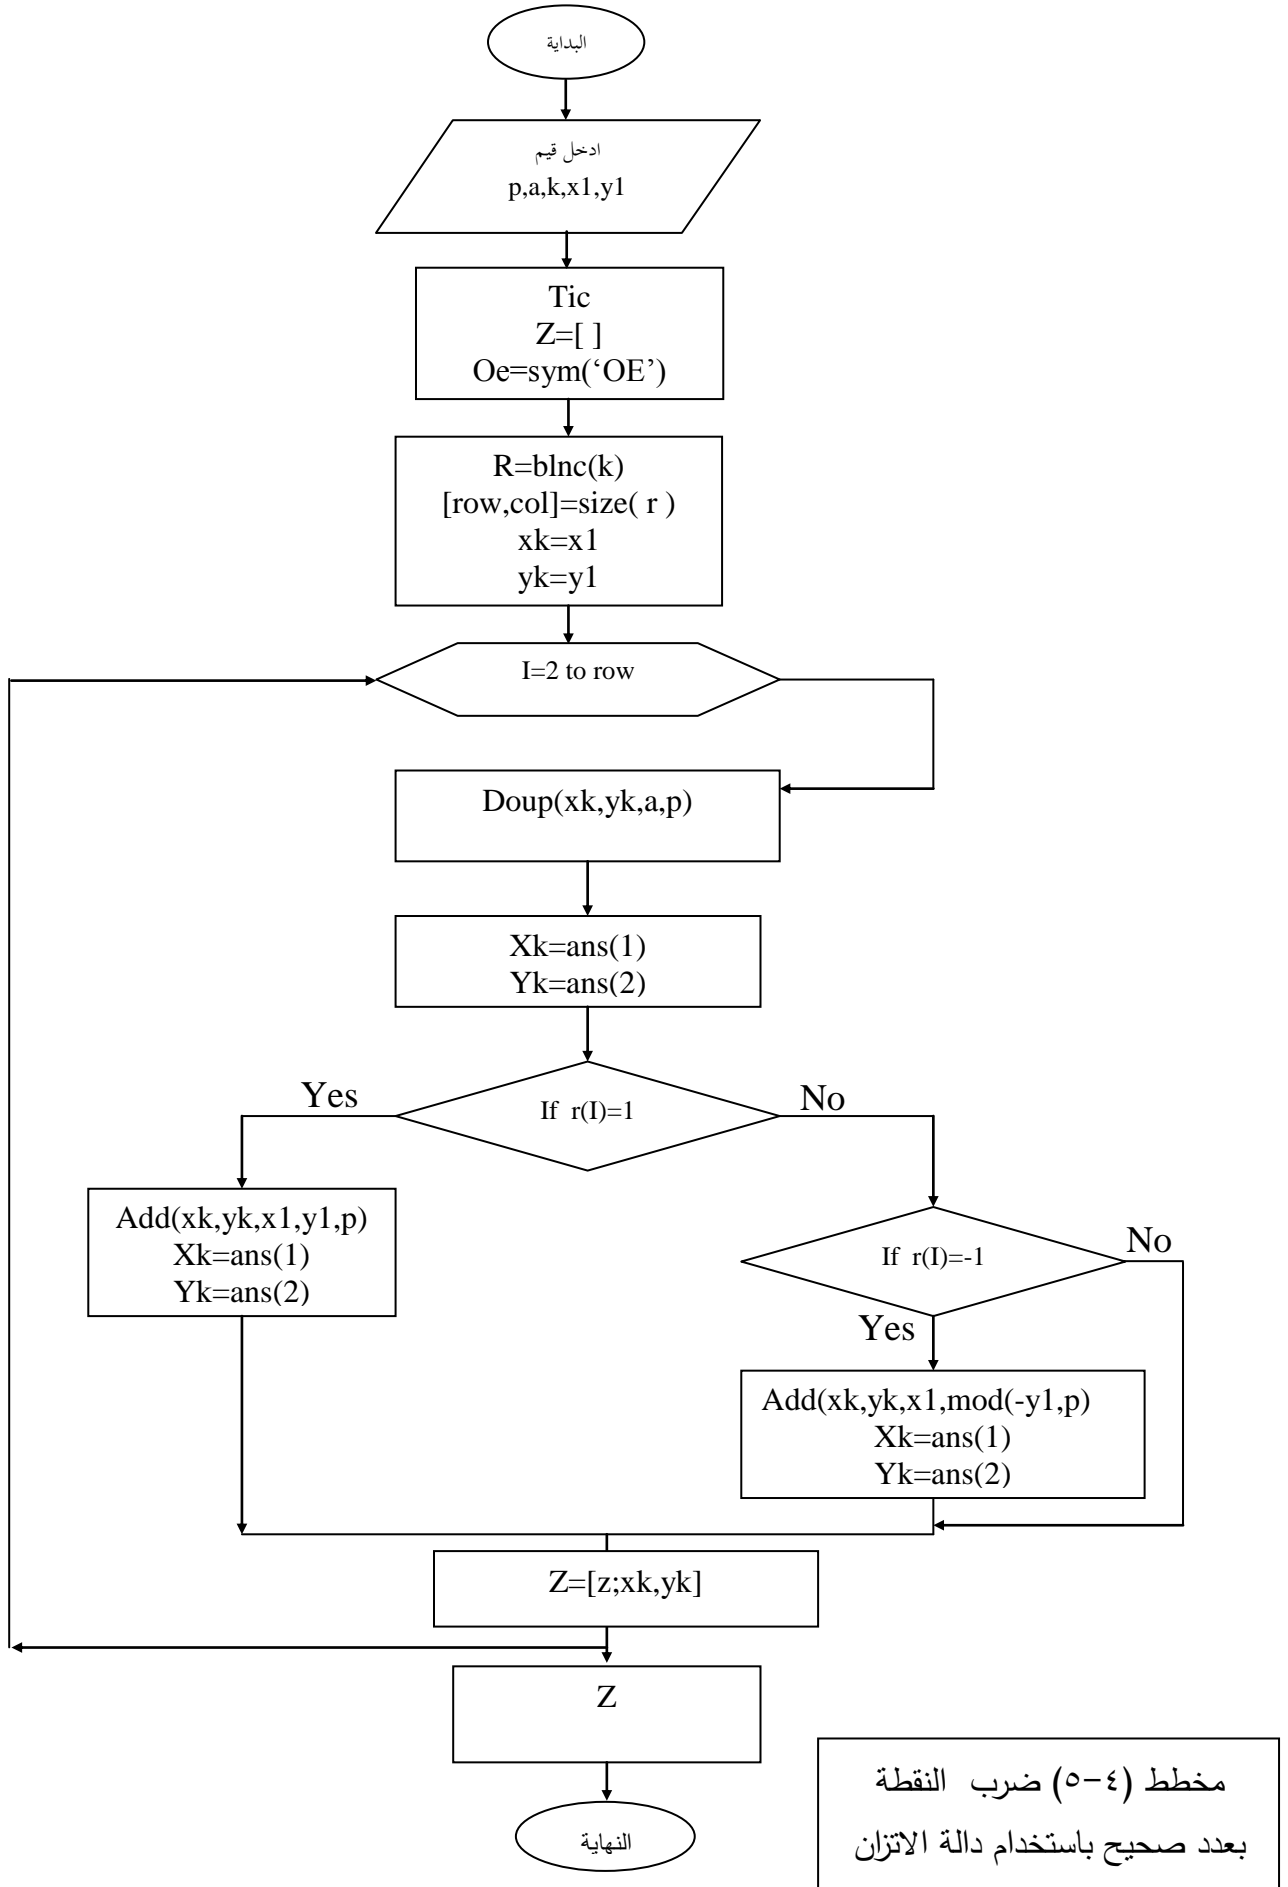 البداية
ادخل قيم
p,a,k,x1,y1
Tic
Z=[ ]
Oe=sym(‘OE’)
R=blnc(k)
[row,col]=size( r )
xk=x1
yk=y1
I=2 to row
Doup(xk,yk,a,p)
Xk=ans(1)
Yk=ans(2)
If r(I)=1
Yes
No
Add(xk,yk,x1,y1,p)
Xk=ans(1)
Yk=ans(2)
If r(I)=-1
No
Yes
Add(xk,yk,x1,mod(-y1,p)
Xk=ans(1)
Yk=ans(2)
Z=[z;xk,yk]
Z
النهاية
مخطط (٤-٥) ضرب النقطة
بعدد صحيح باستخدام دالة الاتزان